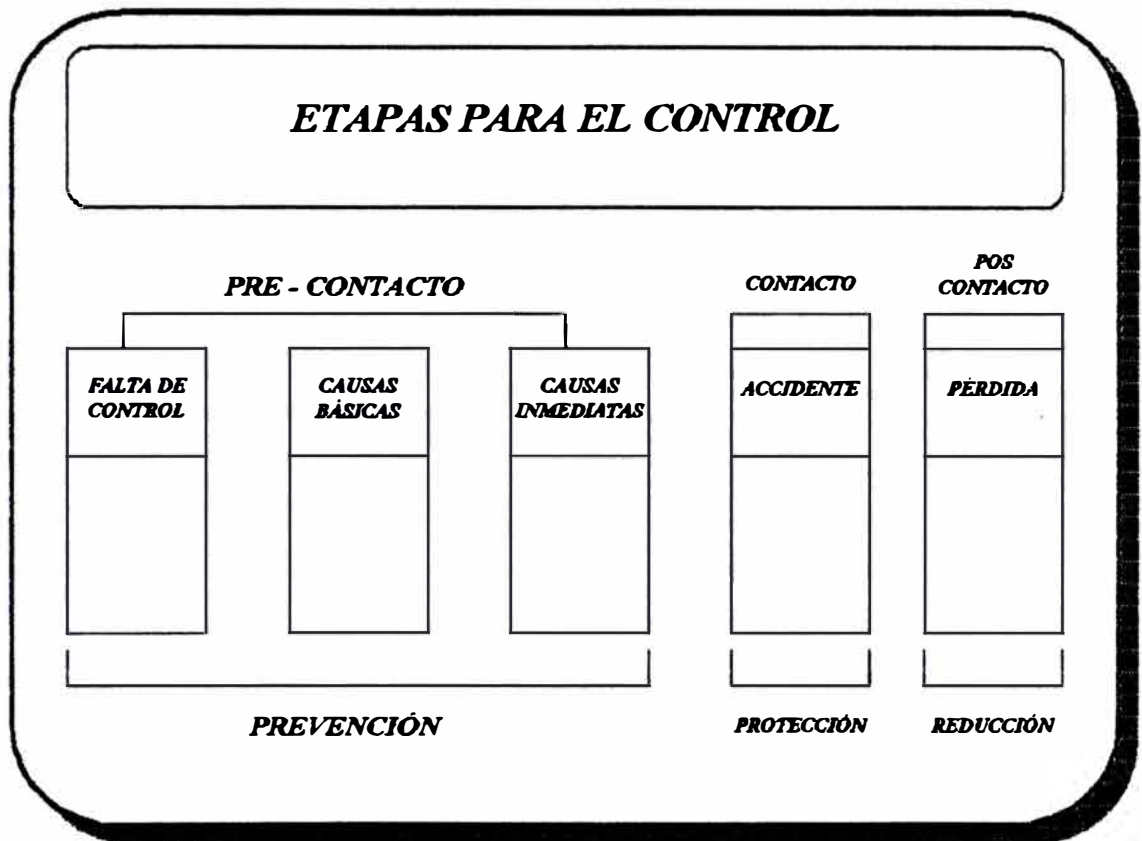 ETAPAS PARA EL CONTROL
PRE - CONTACTO
CONTACTO
POS
CONTACTO
FALTA DE
CONTROL
CAUSAS
BÁSICAS
CAUSAS
INMEDIATAS
ACCIDENTE
PÉRDIDA
PREVENCIÓN
PROTECCIÓN
REDUCCIÓN